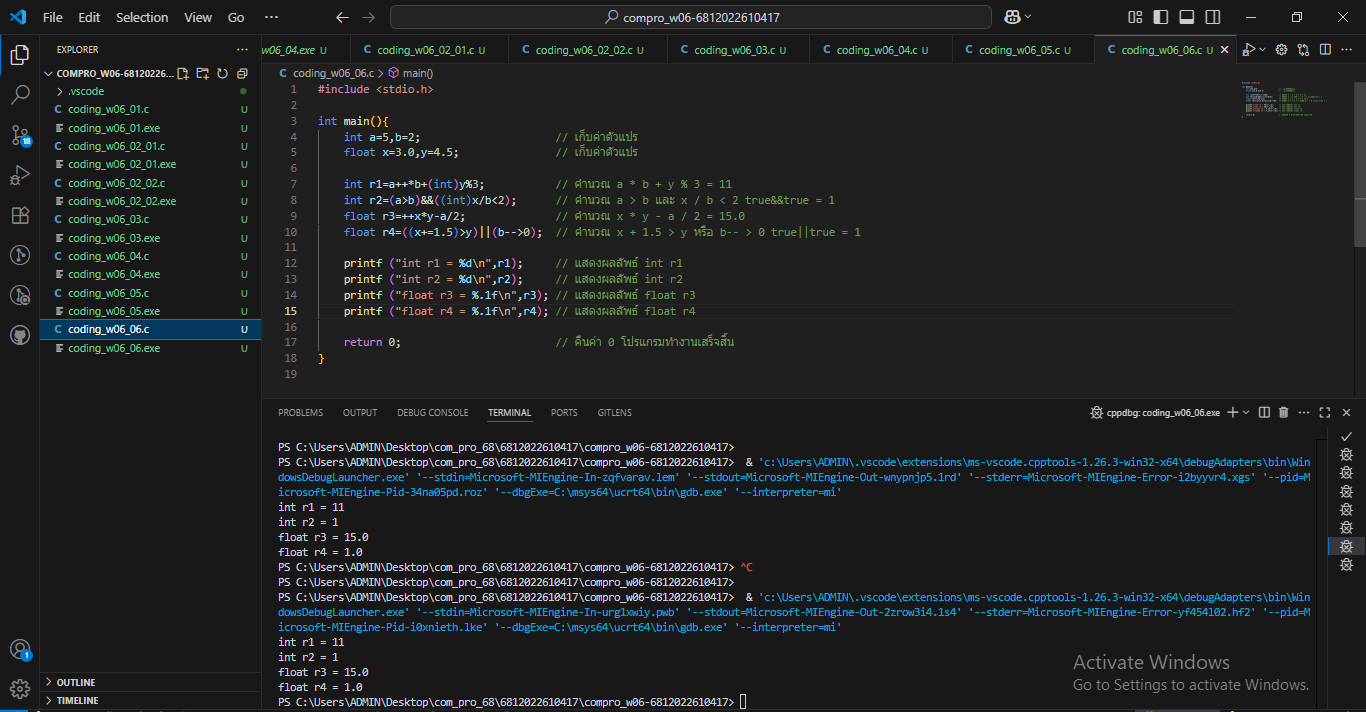 File Edit Selection View Go ··· compro_w06-6812022610417
EXPLORER ···
w06_04.exe U coding_w06_02_01.c U coding_w06_02_02.c U coding_w06_03.c U coding_w06_04.c U coding_w06_05.c U coding_w06_06.c U
COMPRO_W06-68120226...
.vscode
C coding_w06_01.c U
coding_w06_01.exe U
C coding_w06_02_01.c U
coding_w06_02_01.exe U
C coding_w06_02_02.c U
coding_w06_02_02.exe U
C coding_w06_03.c U
coding_w06_03.exe U
C coding_w06_04.c U
coding_w06_04.exe U
C coding_w06_05.c U
coding_w06_05.exe U
C coding_w06_06.c U
coding_w06_06.exe U
OUTLINE
TIMELINE
18
1
C coding_w06_06.c > main()
1 #include <stdio.h>
2
3 int main(){
4 int a=5,b=2; // เก็บค่าตัวแปร
5 float x=3.0,y=4.5; // เก็บค่าตัวแปร
6
7 int r1=a++*b+(int)y%3; // คำนวณ a * b + y % 3 = 11
8 int r2=(a>b)&&((int)x/b<2); // คำนวณ a > b และ x / b < 2 true&&true = 1
9 float r3=++x*y-a/2; // คำนวณ x * y - a / 2 = 15.0
10 float r4=((x+=1.5)>y)||(b-->0); // คำนวณ x + 1.5 > y หรือ b-- > 0 true||true = 1
11
12 printf ("int r1 = %d\n",r1); // แสดงผลลัพธ์ int r1
13 printf ("int r2 = %d\n",r2); // แสดงผลลัพธ์ int r2
14 printf ("float r3 = %.1f\n",r3); // แสดงผลลัพธ์ float r3
15 printf ("float r4 = %.1f\n",r4); // แสดงผลลัพธ์ float r4
16
17 return 0; // คืนค่า 0 โปรแกรมทำงานเสร็จสิ้น
18 }
19
PROBLEMS OUTPUT DEBUG CONSOLE TERMINAL PORTS GITLENS cppdbg: coding_w06_06.exe
PS C:\Users\ADMIN\Desktop\com_pro_68\6812022610417\compro_w06-6812022610417>
PS C:\Users\ADMIN\Desktop\com_pro_68\6812022610417\compro_w06-6812022610417> & 'c:\Users\ADMIN\.vscode\extensions\ms-vscode.cpptools-1.26.3-win32-x64\debugAdapters\bin\Win
dowsDebugLauncher.exe' '--stdin=Microsoft-MIEngine-In-zqfvarav.lem' '--stdout=Microsoft-MIEngine-Out-wnypnjp5.1rd' '--stderr=Microsoft-MIEngine-Error-i2byyvr4.xgs' '--pid=M
icrosoft-MIEngine-Pid-34na05pd.roz' '--dbgExe=C:\msys64\ucrt64\bin\gdb.exe' '--interpreter=mi'
int r1 = 11
int r2 = 1
float r3 = 15.0
float r4 = 1.0
PS C:\Users\ADMIN\Desktop\com_pro_68\6812022610417\compro_w06-6812022610417> ^C
PS C:\Users\ADMIN\Desktop\com_pro_68\6812022610417\compro_w06-6812022610417>
PS C:\Users\ADMIN\Desktop\com_pro_68\6812022610417\compro_w06-6812022610417> & 'c:\Users\ADMIN\.vscode\extensions\ms-vscode.cpptools-1.26.3-win32-x64\debugAdapters\bin\Win
dowsDebugLauncher.exe' '--stdin=Microsoft-MIEngine-In-urg1xwiy.pwb' '--stdout=Microsoft-MIEngine-Out-2zrow3i4.1s4' '--stderr=Microsoft-MIEngine-Error-yf454l02.hf2' '--pid=M
icrosoft-MIEngine-Pid-i0xnieth.lke' '--dbgExe=C:\msys64\ucrt64\bin\gdb.exe' '--interpreter=mi'
int r1 = 11
int r2 = 1
float r3 = 15.0
float r4 = 1.0
PS C:\Users\ADMIN\Desktop\com_pro_68\6812022610417\compro_w06-6812022610417>
Activate Windows
Go to Settings to activate Windows.